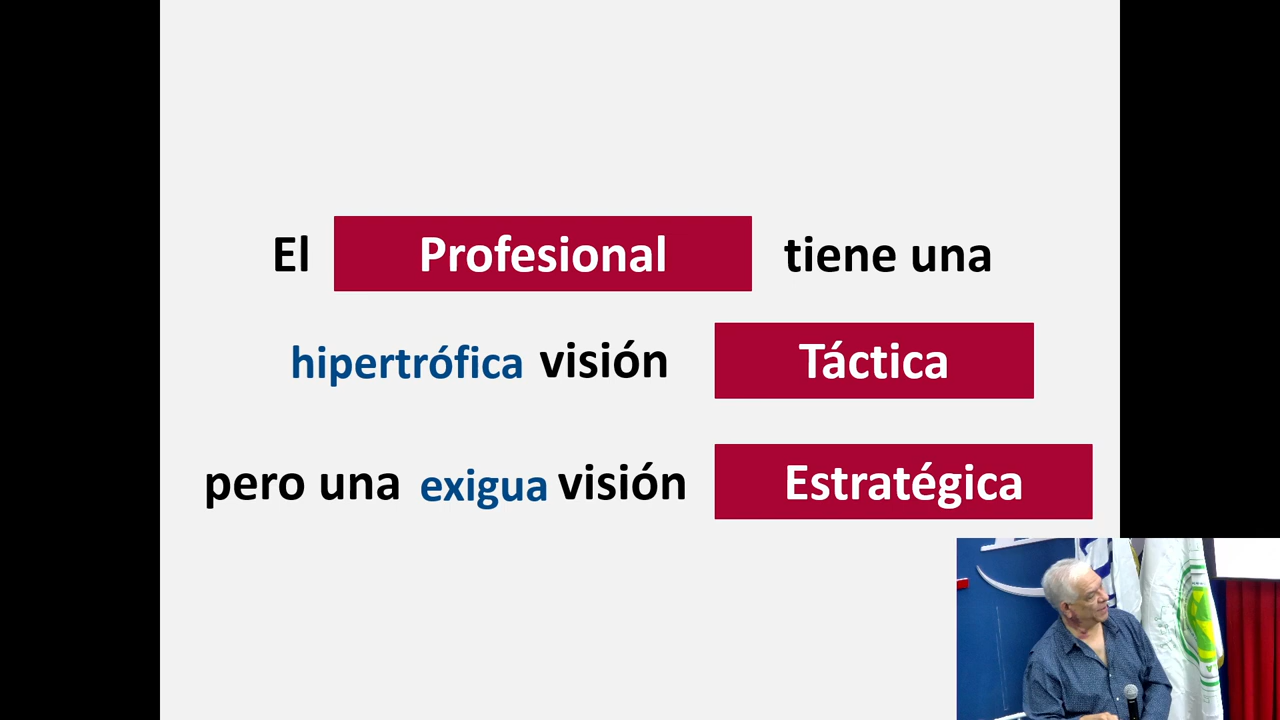 El Profesional tiene una
hipertrófica visión Táctica
pero una exigua visión Estratégica